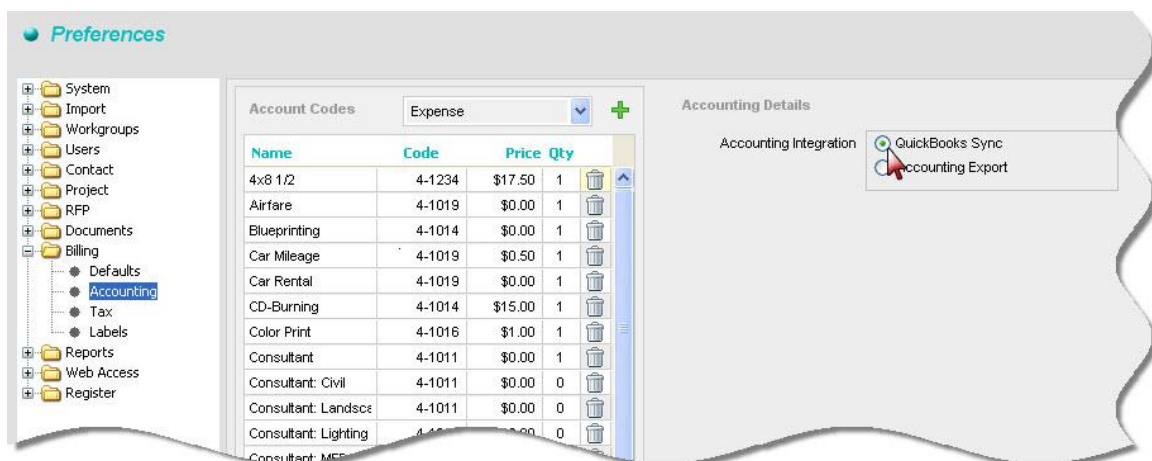 Preferences
System
Import
Workgroups
Users
Contact
Project
RFP
Documents
Billing
Defaults
Accounting
Tax
Labels
Reports
Web Access
Register
Account Codes Expense
Name Code Price Qty
4x8 1/2 4-1234 $17.50 1
Airfare 4-1019 $0.00 1
Blueprinting 4-1014 $0.00 1
Car Mileage 4-1019 $0.50 1
Car Rental 4-1019 $0.00 1
CD-Burning 4-1014 $15.00 1
Color Print 4-1016 $1.00 1
Consultant 4-1011 $0.00 1
Consultant: Civil 4-1011 $0.00 0
Consultant: Landsca 4-1011 $0.00 0
Consultant: Lighting 0
Consultant:
Accounting Details
Accounting Integration QuickBooks Sync
Accounting Export